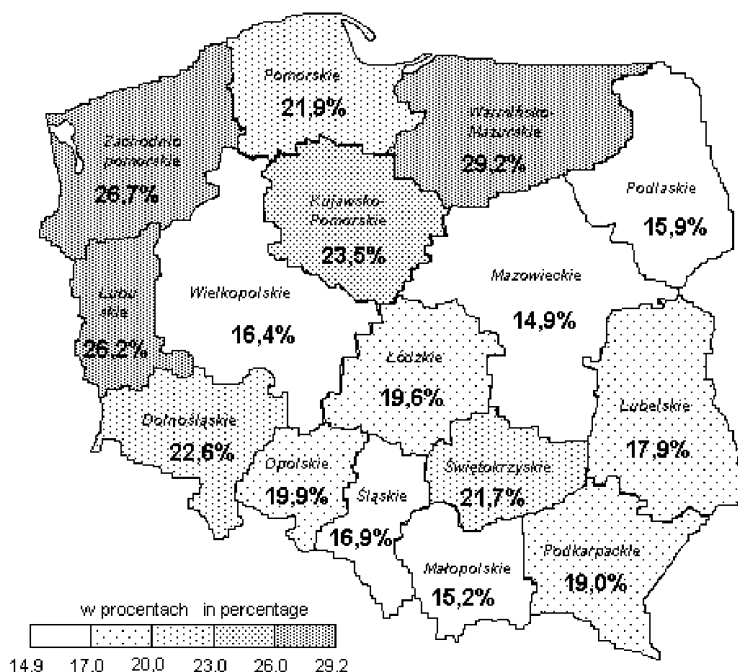 Pomorskie
21,9%
Warmińsko-
Mazurskie
29,2%
Zachodnio
pomorskie
26,7%
Podlaskie
15,9%
Kujawsko-
Pomorskie
23,5%
Mazowieckie
14,9%
Lubu
skie
26,2%
Wielkopolskie
16,4%
Łódzkie
19,6%
Lubelskie
17,9%
Dolnośląskie
22,6%
Opolskie
19,9%
Śląskie
16,9%
Świętokrzyskie
21,7%
Małopolskie
15,2%
Podkarpackie
19,0%
w procentach in percentage
14,9 17,0 20,0 23,0 26,0 29,2